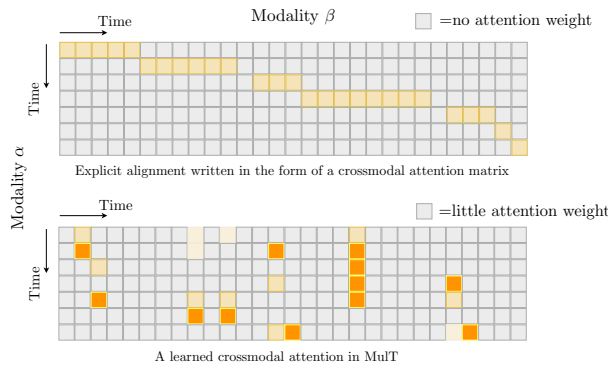 Modality β
Time
=no attention weight
Time
Explicit alignment written in the form of a crossmodal attention matrix
Modality α
Time
=little attention weight
Time
A learned crossmodal attention in MulT